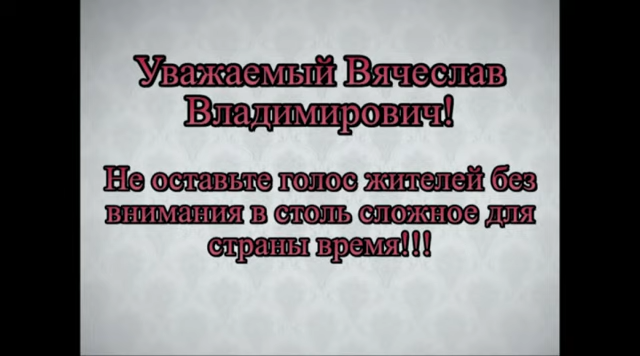 Уважаемый Вячеслав
Владимирович!
Не оставьте голос жителей без
внимания в столь сложное для
страны время!!!